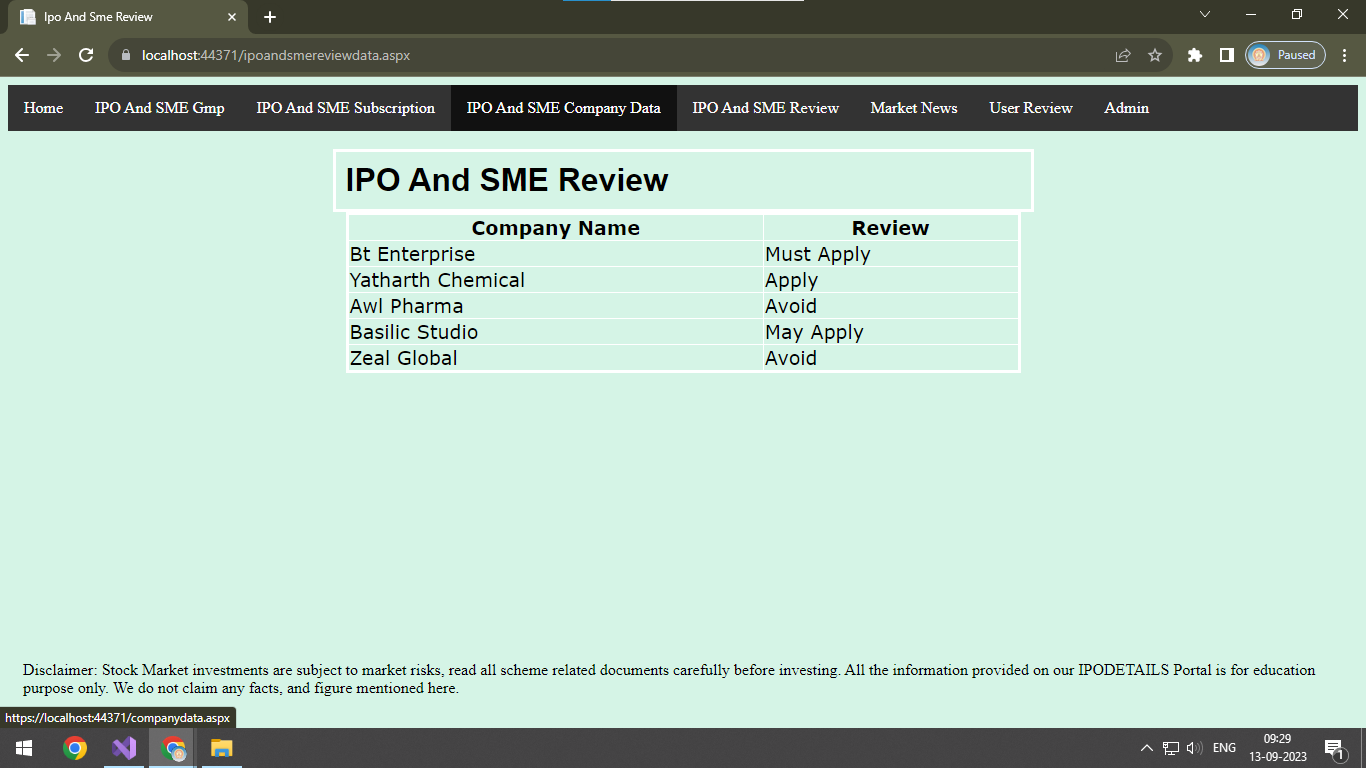 Ipo And Sme Review
localhost:44371/ipoandsmereviewdata.aspx
Paused
Home IPO And SME Gmp IPO And SME Subscription IPO And SME Company Data IPO And SME Review Market News User Review Admin
IPO And SME Review
Company Name Review
Bt Enterprise Must Apply
Yatharth Chemical Apply
Awl Pharma Avoid
Basilic Studio May Apply
Zeal Global Avoid
Disclaimer: Stock Market investments are subject to market risks, read all scheme related documents carefully before investing. All the information provided on our IPODETAILS Portal is for education
purpose only. We do not claim any facts, and figure mentioned here.
https://localhost:44371/companydata.aspx
ENG
09:29
13-09-2023
1